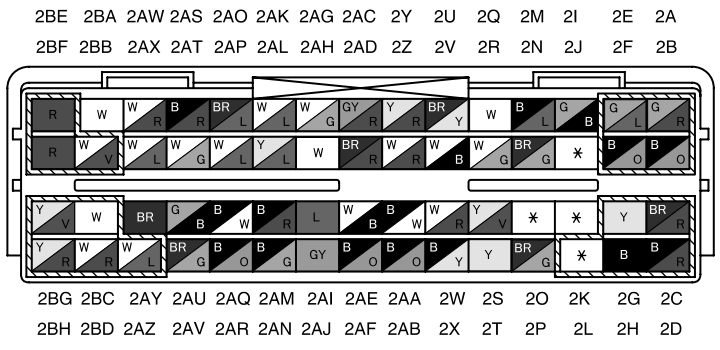 2BE 2BA 2AW 2AS 2AO 2AK 2AG 2AC 2Y 2U 2Q 2M 2I 2E 2A
2BF 2BB 2AX 2AT 2AP 2AL 2AH 2AD 2Z 2V 2R 2N 2J 2F 2B
R W W R B R BR L W L W G GY R Y R BR Y W B L G B G L G R
R W V W L W G W L Y L W BR R W R W B W G BR G * B O B O
Y V W BR G B B W B R L W B B W W R Y V * * Y BR R
Y R W R W L BR G B O B G GY B O B O B Y Y BR G * B B R
2BG 2BC 2AY 2AU 2AQ 2AM 2AI 2AE 2AA 2W 2S 2O 2K 2G 2C
2BH 2BD 2AZ 2AV 2AR 2AN 2AJ 2AF 2AB 2X 2T 2P 2L 2H 2D